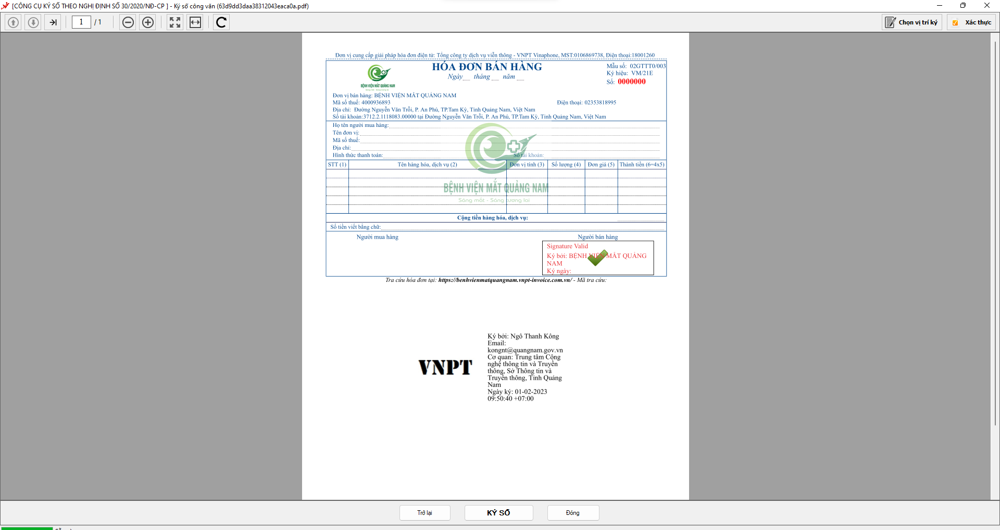 [CÔNG CỤ KÝ SỐ THEO NGHỊ ĐỊNH SỐ 30/2020/NĐ-CP ] - Ký số công văn (63d9dd3daa38312043eaca0a.pdf)
1 / 1
Chọn vị trí ký
Xác thực
Đơn vị cung cấp giải pháp hóa đơn điện tử: Tổng công ty dịch vụ viễn thông - VNPT Vinaphone, MST:0106869738, Điện thoại:18001260
HÓA ĐƠN BÁN HÀNG
Ngày tháng năm
Mẫu số: 02GTTT0/003
Ký hiệu: VM/21E
Số: 0000000
BỆNH VIỆN MẮT QUẢNG NAM
Đơn vị bán hàng: BỆNH VIỆN MẮT QUẢNG NAM
Mã số thuế: 4000936893
Điện thoại: 02353818995
Địa chỉ: Đường Nguyễn Văn Trỗi, P. An Phú, TP.Tam Kỳ, Tỉnh Quảng Nam, Việt Nam
Số tài khoản:3712.2.1118083.00000 tại Đường Nguyễn Văn Trỗi, P. An Phú, TP.Tam Kỳ, Tỉnh Quảng Nam, Việt Nam
Họ tên người mua hàng:
Tên đơn vị:
Mã số thuế:
Địa chỉ:
Hình thức thanh toán: Số tài khoản:
STT (1) Tên hàng hóa, dịch vụ (2) Đơn vị tính (3) Số lượng (4) Đơn giá (5) Thành tiền (6=4x5)
BỆNH VIỆN MẮT QUẢNG NAM
Sáng mắt - Sáng tương lai
Cộng tiền hàng hóa, dịch vụ:
Số tiền viết bằng chữ:
Người mua hàng
Người bán hàng
Signature Valid
Ký bởi: BỆNH VIỆN MẮT QUẢNG
NAM
Ký ngày:
Tra cứu hóa đơn tại: https://benhvienmatquangnam.vnpt-invoice.com.vn/ - Mã tra cứu:
VNPT
Ký bởi: Ngô Thanh Kông
Email:
kongnt@quangnam.gov.vn
Cơ quan: Trung tâm Công
nghệ thông tin và Truyền
thông, Sở Thông tin và
Truyền thông, Tỉnh Quảng
Nam
Ngày ký: 01-02-2023
09:50:40 +07:00
Trở lại
KÝ SỐ
Đóng